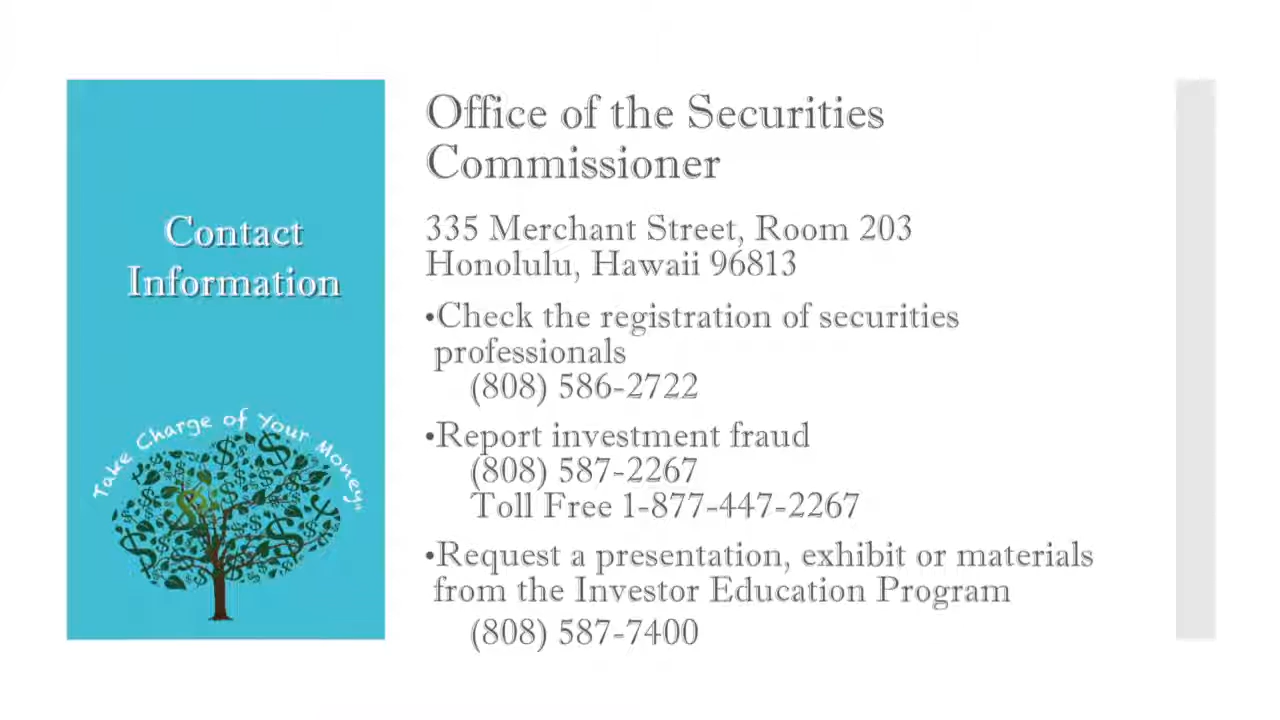 Contact
Information
Take Charge of Your Money
Office of the Securities
Commissioner
335 Merchant Street, Room 203
Honolulu, Hawaii 96813
•Check the registration of securities
professionals
(808) 586-2722
•Report investment fraud
(808) 587-2267
Toll Free 1-877-447-2267
•Request a presentation, exhibit or materials
from the Investor Education Program
(808) 587-7400